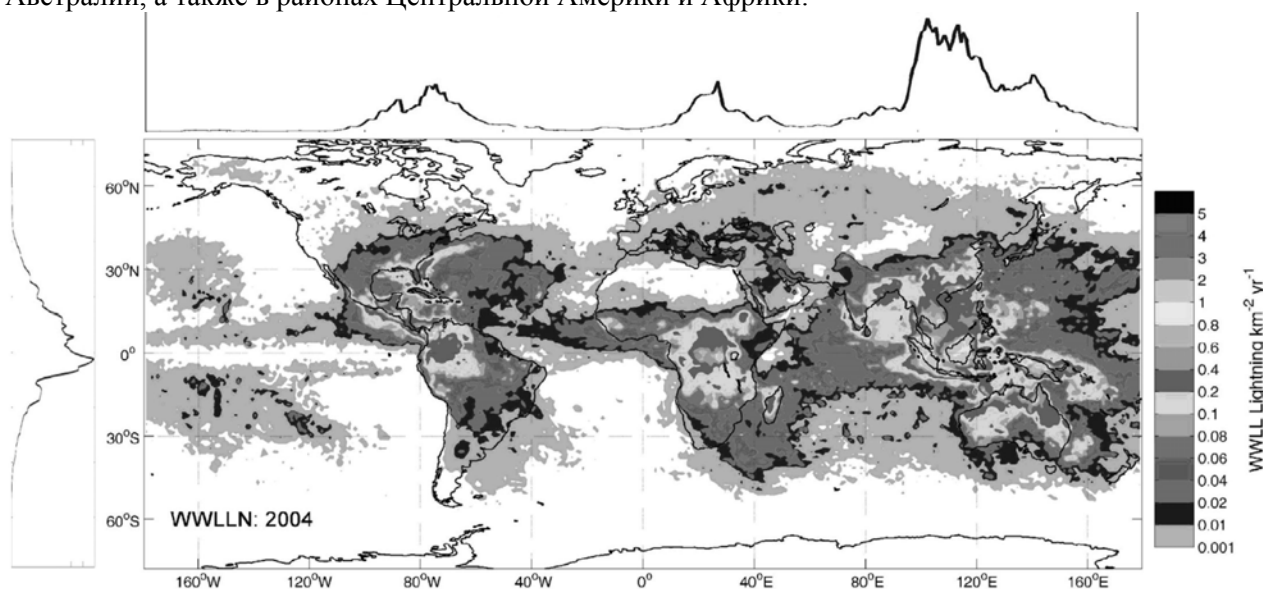 Австралии, а также в районах Центральной Америки и Африки.
60°N
30°N
0°
30°S
60°S
WWLLN: 2004
160°W 120°W 80°W 40°W 0° 40°E 80°E 120°E 160°E
5
4
3
2
1
0.8
0.6
0.4
0.2
0.1
0.08
0.06
0.04
0.02
0.01
0.001
WWLL Lightning km⁻² yr⁻¹